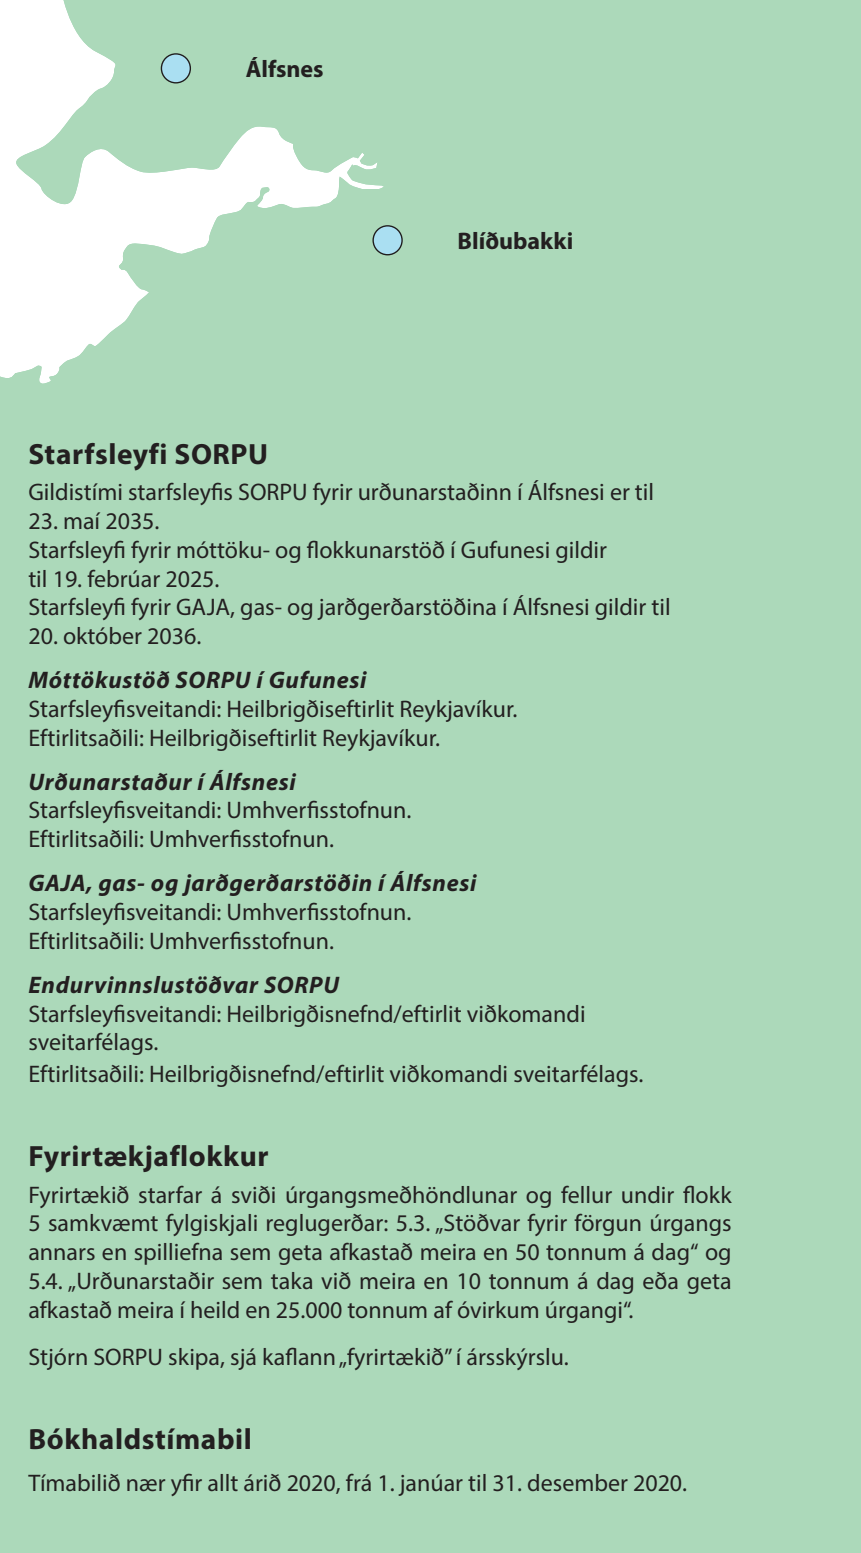 Álfsnes
Blíðubakki
Starfsleyfi SORPU
Gildistími starfsleyfis SORPU fyrir urðunarstaðinn í Álfsnesi er til
23. maí 2035.
Starfsleyfi fyrir móttöku- og flokkunarstöð í Gufunesi gildir
til 19. febrúar 2025.
Starfsleyfi fyrir GAJA, gas- og jarðgerðarstöðina í Álfsnesi gildir til
20. október 2036.
Móttökustöð SORPU í Gufunesi
Starfsleyfisveitandi: Heilbrigðiseftirlit Reykjavíkur.
Eftirlitsaðili: Heilbrigðiseftirlit Reykjavíkur.
Urðunarstaður í Álfsnesi
Starfsleyfisveitandi: Umhverfisstofnun.
Eftirlitsaðili: Umhverfisstofnun.
GAJA, gas- og jarðgerðarstöðin í Álfsnesi
Starfsleyfisveitandi: Umhverfisstofnun.
Eftirlitsaðili: Umhverfisstofnun.
Endurvinnslustöðvar SORPU
Starfsleyfisveitandi: Heilbrigðisnefnd/eftirlit viðkomandi
sveitarfélags.
Eftirlitsaðili: Heilbrigðisnefnd/eftirlit viðkomandi sveitarfélags.
Fyrirtækjaflokkur
Fyrirtækið starfar á sviði úrgangsmeðhöndlunar og fellur undir flokk
5 samkvæmt fylgiskjali reglugerðar: 5.3. „Stöðvar fyrir förgun úrgangs
annars en spilliefna sem geta afkastað meira en 50 tonnum á dag“ og
5.4. „Urðunarstaðir sem taka við meira en 10 tonnum á dag eða geta
afkastað meira í heild en 25.000 tonnum af óvirkum úrgangi“.
Stjórn SORPU skipa, sjá kaflann „fyrirtækið” í ársskýrslu.
Bókhaldstímabil
Tímabilið nær yfir allt árið 2020, frá 1. janúar til 31. desember 2020.